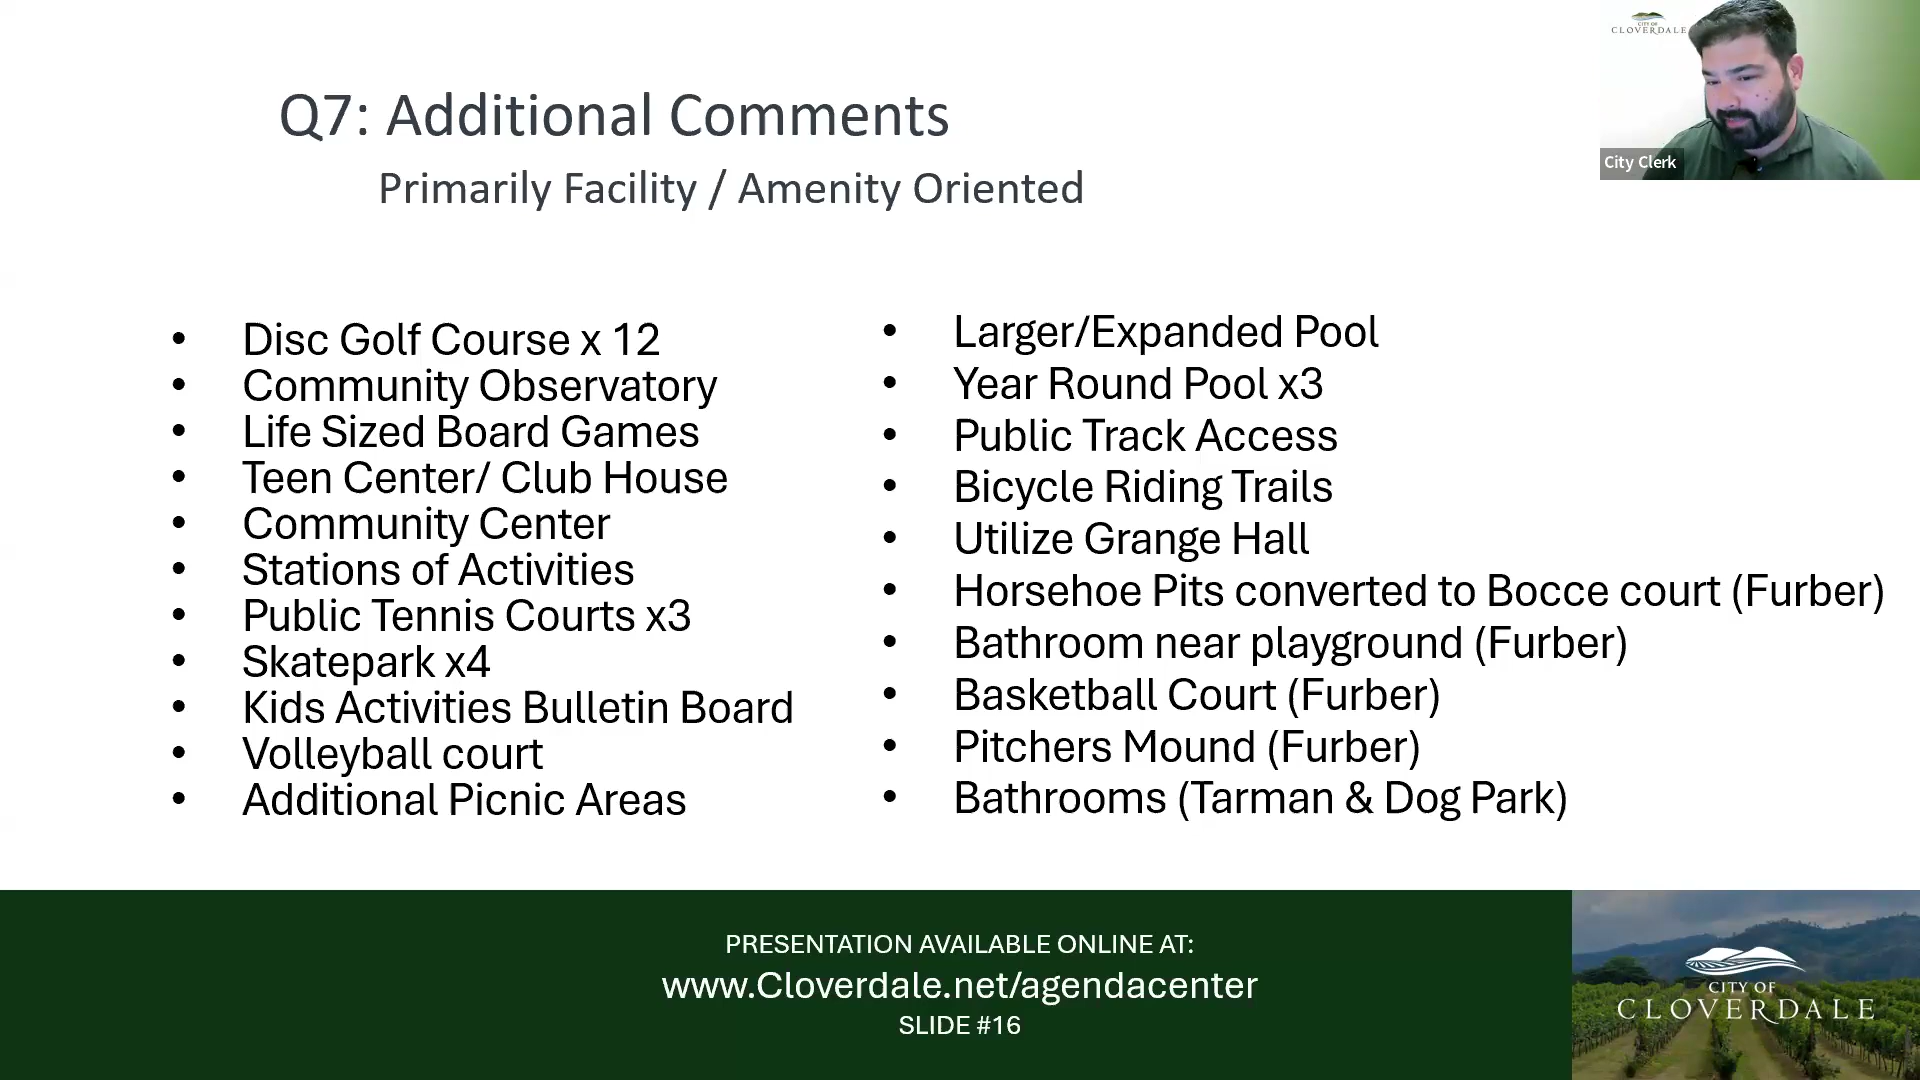 Q7: Additional Comments
Primarily Facility / Amenity Oriented
• Disc Golf Course x 12
• Community Observatory
• Life Sized Board Games
• Teen Center/ Club House
• Community Center
• Stations of Activities
• Public Tennis Courts x3
• Skatepark x4
• Kids Activities Bulletin Board
• Volleyball court
• Additional Picnic Areas
• Larger/Expanded Pool
• Year Round Pool x3
• Public Track Access
• Bicycle Riding Trails
• Utilize Grange Hall
• Horsehoe Pits converted to Bocce court (Furber)
• Bathroom near playground (Furber)
• Basketball Court (Furber)
• Pitchers Mound (Furber)
• Bathrooms (Tarman & Dog Park)
CITY OF
CLOVERDALE
City Clerk
PRESENTATION AVAILABLE ONLINE AT:
www.Cloverdale.net/agendacenter
SLIDE #16
CITY OF
CLOVERDALE